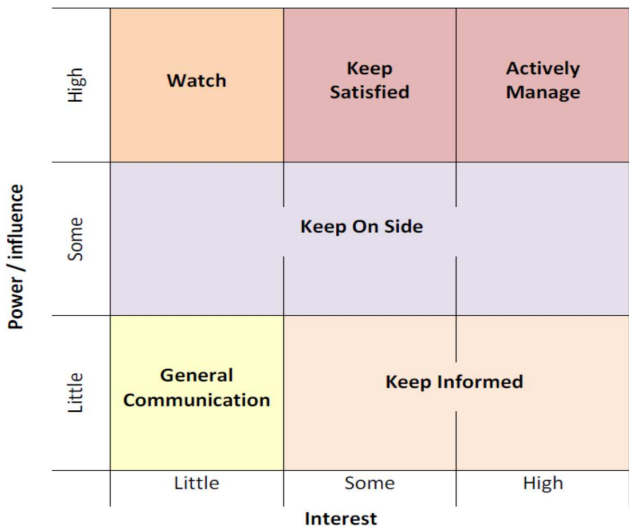 Power / influence
High
Watch
Keep
Satisfied
Actively
Manage
Some
Keep On Side
Little
General
Communication
Keep Informed
Little
Some
High
Interest